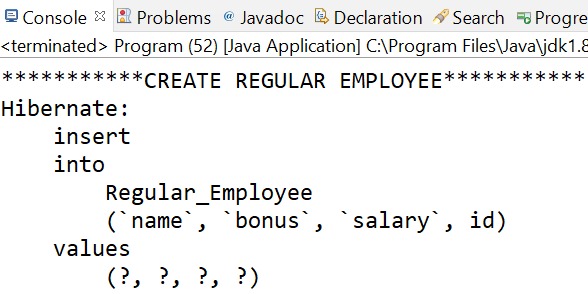 Console Problems @ Javadoc Declaration Search Progre
<terminated> Program (52) [Java Application] C:\Program Files\Java\jdk1.8
***********CREATE REGULAR EMPLOYEE***********
Hibernate:
    insert
    into
        Regular_Employee
        (`name`, `bonus`, `salary`, id)
    values
        (?, ?, ?, ?)